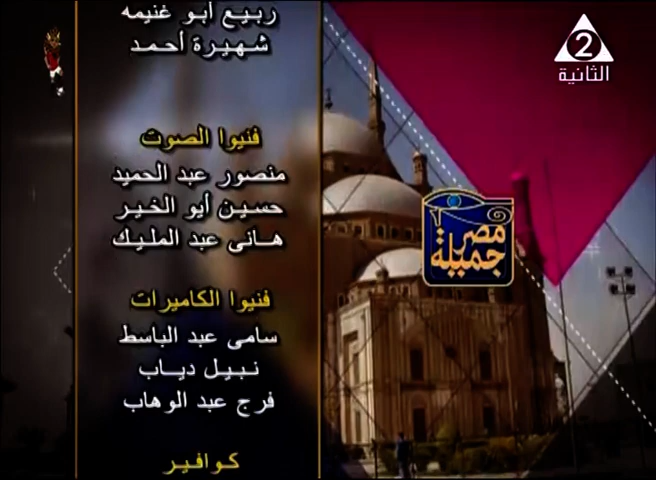 ربيع أبو غنيمه
شهيرة أحمد
2
الثانية
فنيوا الصوت
منصور عبد الحميد
حسين أبو الخير
هانى عبد المليك
مصر
جميلة
فنيوا الكاميرات
سامى عبد الباسط
نبيل دياب
فرج عبد الوهاب
كوافير